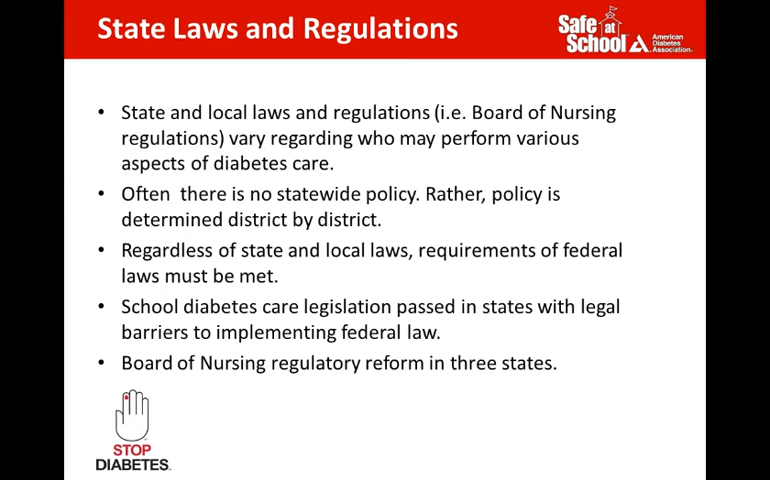 State Laws and Regulations
Safe at School
American Diabetes Association.
• State and local laws and regulations (i.e. Board of Nursing
regulations) vary regarding who may perform various
aspects of diabetes care.
• Often  there is no statewide policy. Rather, policy is
determined district by district.
• Regardless of state and local laws, requirements of federal
laws must be met.
• School diabetes care legislation passed in states with legal
barriers to implementing federal law.
• Board of Nursing regulatory reform in three states.
STOP
DIABETES.